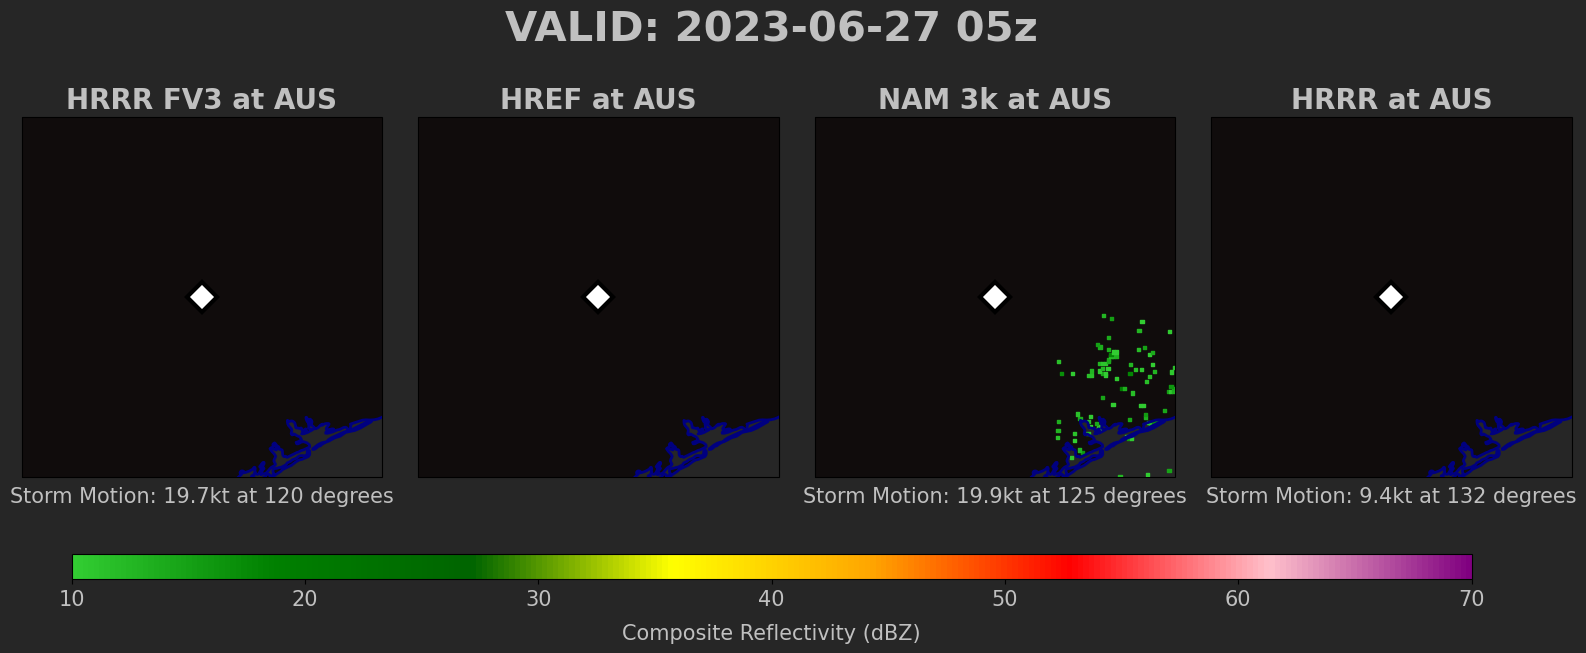 VALID: 2023-06-27 05z
HRRR FV3 at AUS
HREF at AUS
NAM 3k at AUS
HRRR at AUS
Storm Motion: 19.7kt at 120 degrees
Storm Motion: 19.9kt at 125 degrees
Storm Motion: 9.4kt at 132 degrees
10 20 30 40 50 60 70
Composite Reflectivity (dBZ)